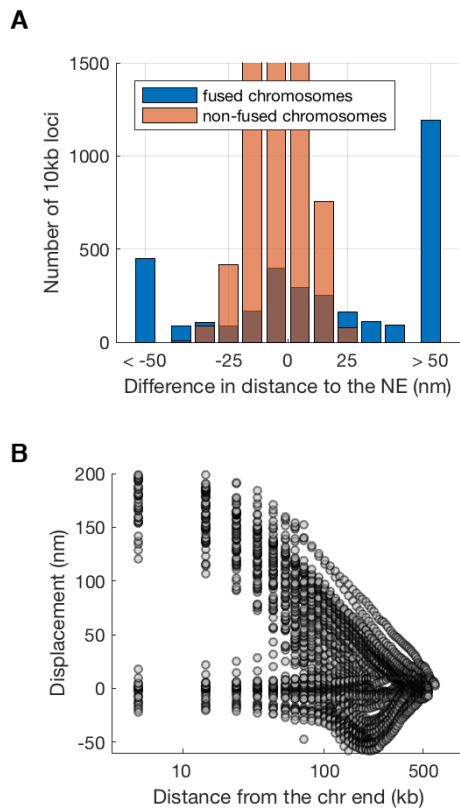 A
1500
1000
500
0
Number of 10kb loci
fused chromosomes
non-fused chromosomes
< -50
-25
0
25
> 50
Difference in distance to the NE (nm)
B
200
150
100
50
0
-50
Displacement (nm)
10
100
500
Distance from the chr end (kb)